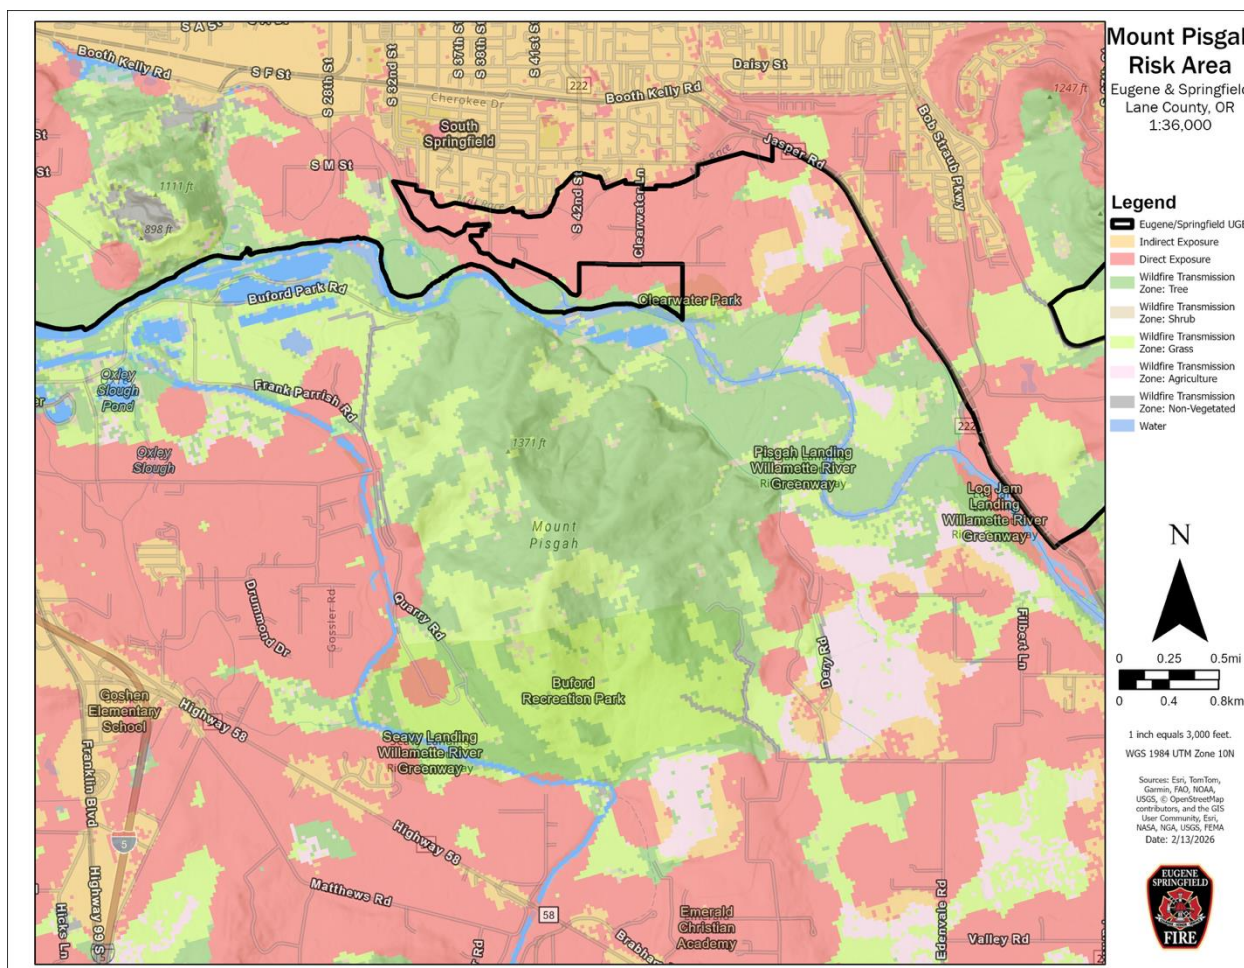 Mount Pisgah
Risk Area
Eugene & Springfield
Lane County, OR
1:36,000
Legend
Eugene/Springfield UGB
Indirect Exposure
Direct Exposure
Wildfire Transmission
Zone: Tree
Wildfire Transmission
Zone: Shrub
Wildfire Transmission
Zone: Grass
Wildfire Transmission
Zone: Agriculture
Wildfire Transmission
Zone: Non-Vegetated
Water
N
0 0.25 0.5mi
0 0.4 0.8km
1 inch equals 3,000 feet.
WGS 1984 UTM Zone 10N
Sources: Esri, TomTom,
Garmin, FAO, NOAA,
USGS, © OpenStreetMap
contributors, and the GIS
User Community, Esri,
NASA, NGA, USGS, FEMA
Date: 2/13/2026
EUGENE
SPRINGFIELD
FIRE
S A St
Booth Kelly Rd
S F St
S 28th St
S 32nd St
S 37th St
S 38th St
S 41st St
222
Daisy St
Booth Kelly Rd
Cherokee Dr
South
Springfield
Bob Straub Pkwy
1247 ft
Jasper Rd
S M St
St
St
1111 ft
898 ft
Mill Race
S 42nd St
Clearwater Ln
Buford Park Rd
Clearwater Park
Oxley
Slough
Pond
Frank Parrish Rd
Oxley
Slough
1371 ft
222
Pisgah Landing
Willamette River
Greenway
Log Jam
Landing
Willamette River
Greenway
Mount
Pisgah
Drummond Dr
Gossler Rd
Quarry Rd
Dery Rd
Filbert Ln
Goshen
Elementary
School
Highway 58
Buford
Recreation Park
Seavy Landing
Willamette River
Greenway
Franklin Blvd
5
Highway 58
Matthews Rd
Highway 99 S
Hicks Ln
58
Emerald
Christian
Academy
Edenvale Rd
Valley Rd